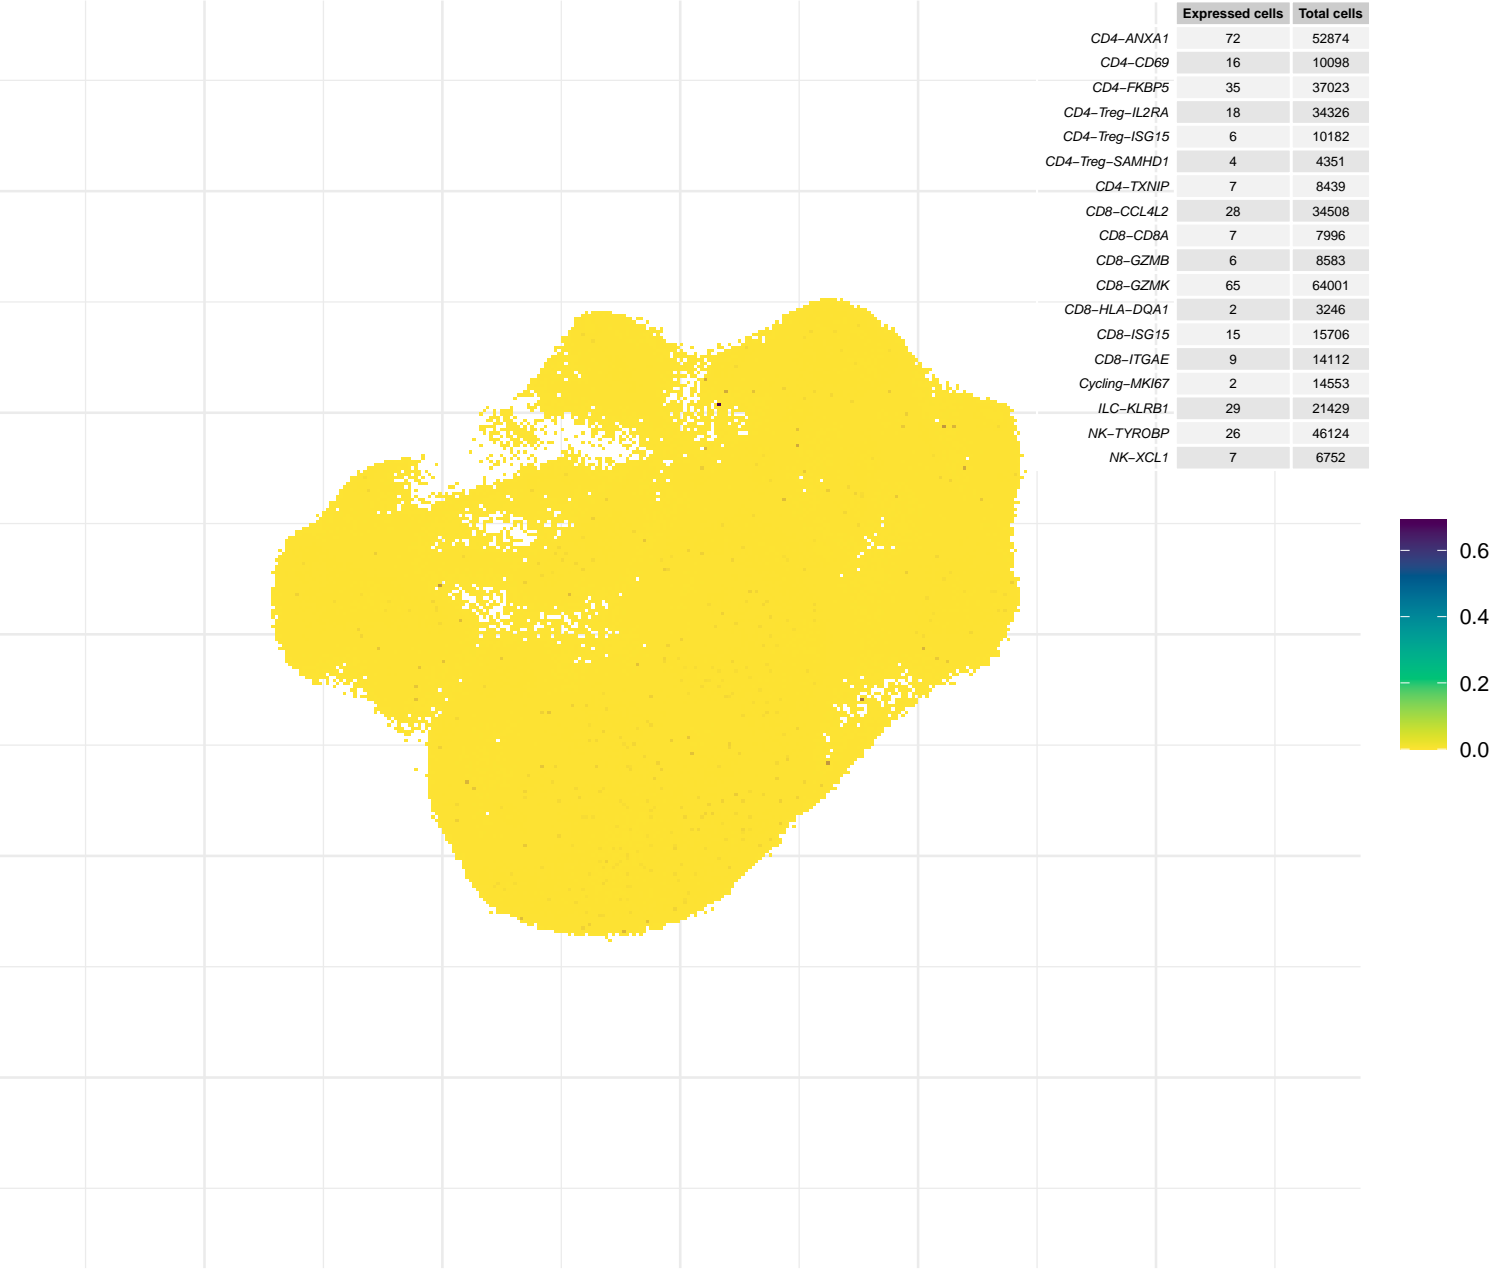 Expressed cells Total cells
CD4−ANXA1 72 52874
CD4−CD69 16 10098
CD4−FKBP5 35 37023
CD4−Treg−IL2RA 18 34326
CD4−Treg−ISG15 6 10182
CD4−Treg−SAMHD1 4 4351
CD4−TXNIP 7 8439
CD8−CCL4L2 28 34508
CD8−CD8A 7 7996
CD8−GZMB 6 8583
CD8−GZMK 65 64001
CD8−HLA−DQA1 2 3246
CD8−ISG15 15 15706
CD8−ITGAE 9 14112
Cycling−MKI67 2 14553
ILC−KLRB1 29 21429
NK−TYROBP 26 46124
NK−XCL1 7 6752
0.6
0.4
0.2
0.0